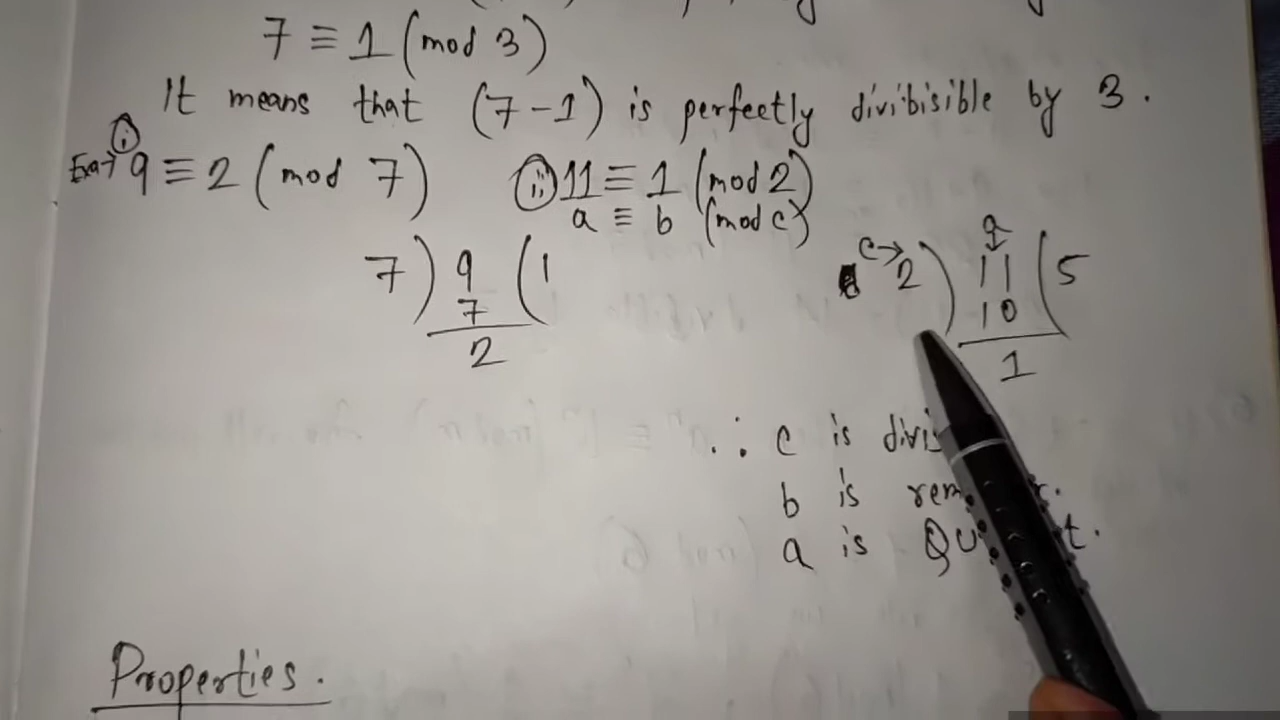 7 ≡ 1 (mod 3)
It means that (7-1) is perfectly divibisible by 3.
Ex→ (i) 9 ≡ 2 (mod 7) (ii) 11 ≡ 1 (mod 2)
a ≡ b (mod c)
7) 9 (1
7
2
c→ 2) 11 (5
10
1
∴ c is divis
b is rem r.
a is Qu t.
Properties.